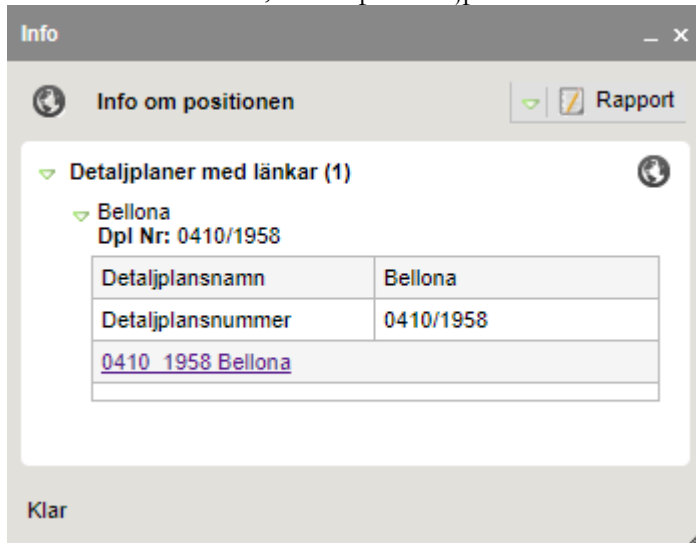 Info
Info om positionen
Rapport
Detaljplaner med länkar (1)
Bellona
Dpl Nr: 0410/1958
Detaljplansnamn Bellona
Detaljplansnummer 0410/1958
0410_1958 Bellona
Klar